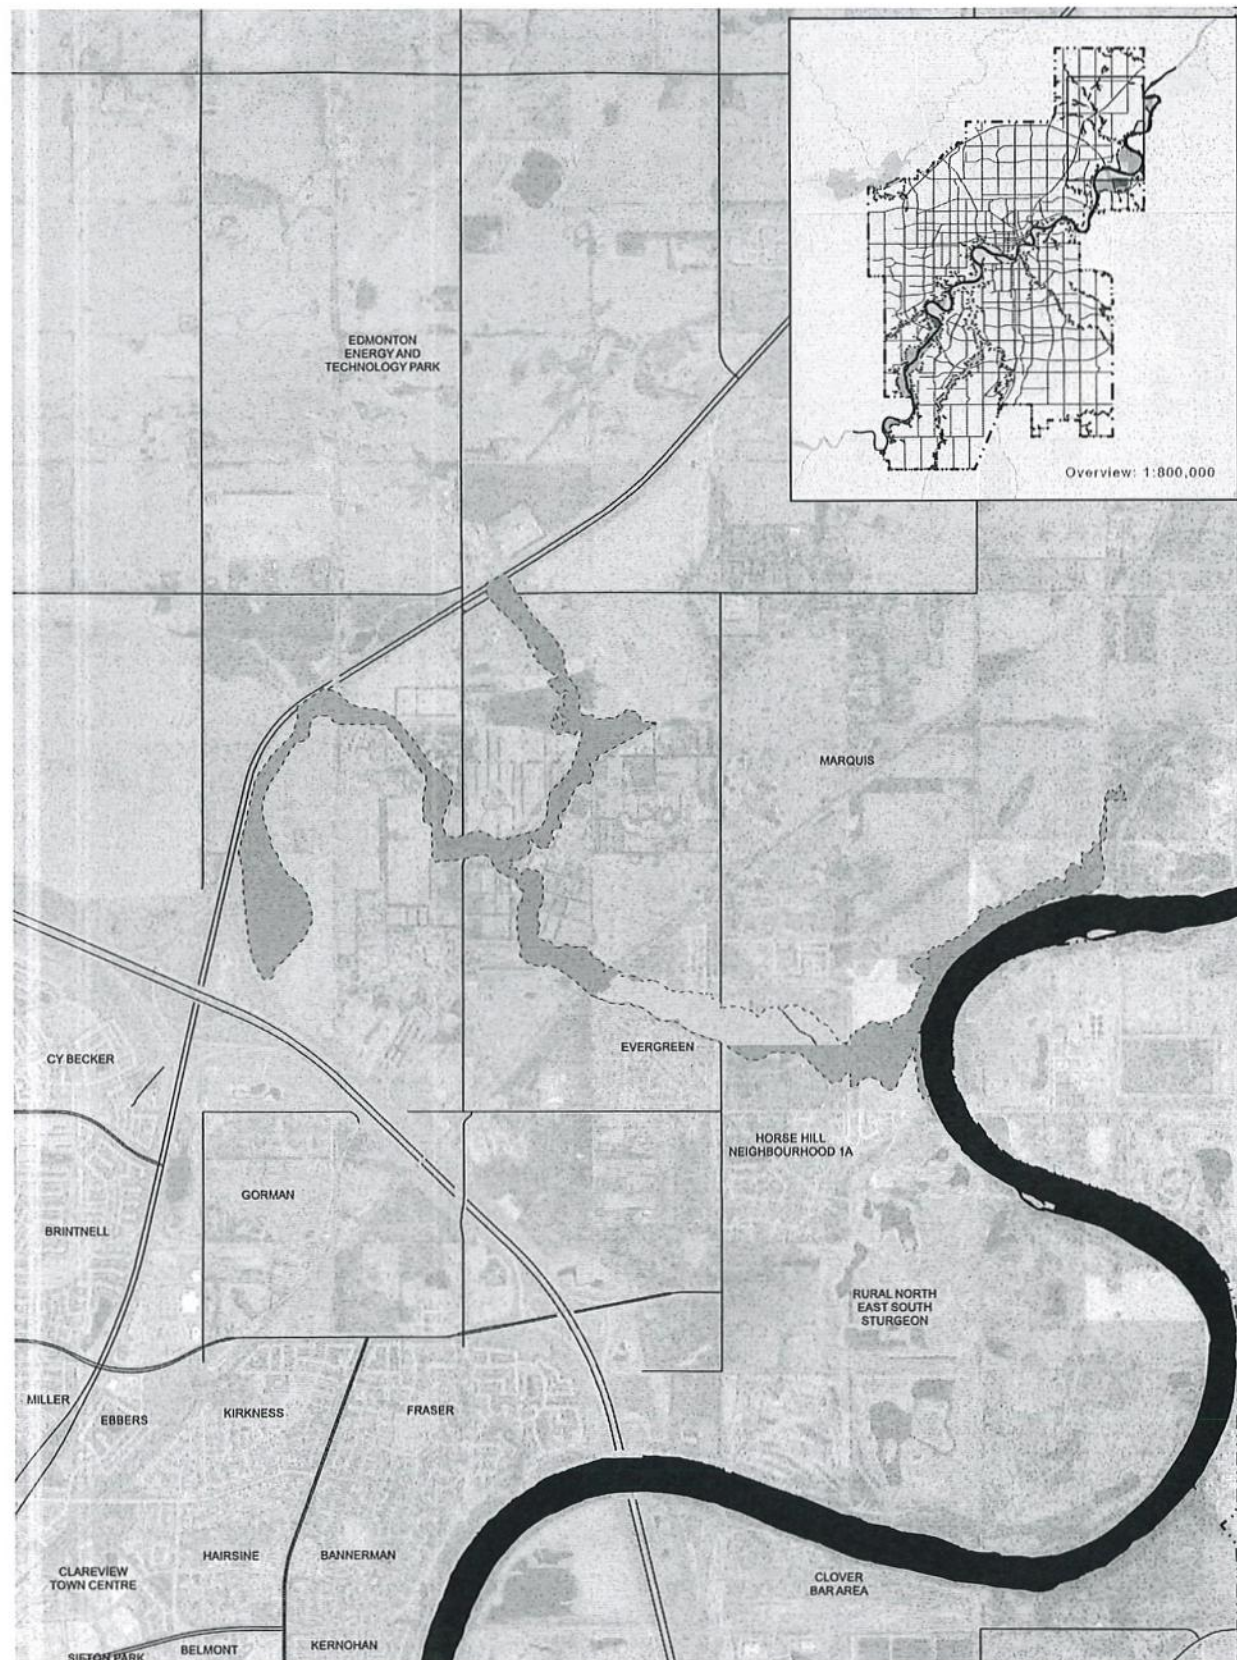 Overview: 1:800,000
EDMONTON
ENERGY AND
TECHNOLOGY PARK
MARQUIS
EVERGREEN
CY BECKER
HORSE HILL
NEIGHBOURHOOD 1A
GORMAN
BRINTNELL
RURAL NORTH
EAST SOUTH
STURGEON
MILLER
EBBERS
KIRKNESS
FRASER
HAIRSINE
BANNERMAN
CLAREVIEW
TOWN CENTRE
CLOVER
BAR AREA
BELMONT
KERNOHAN
SIFTON PARK